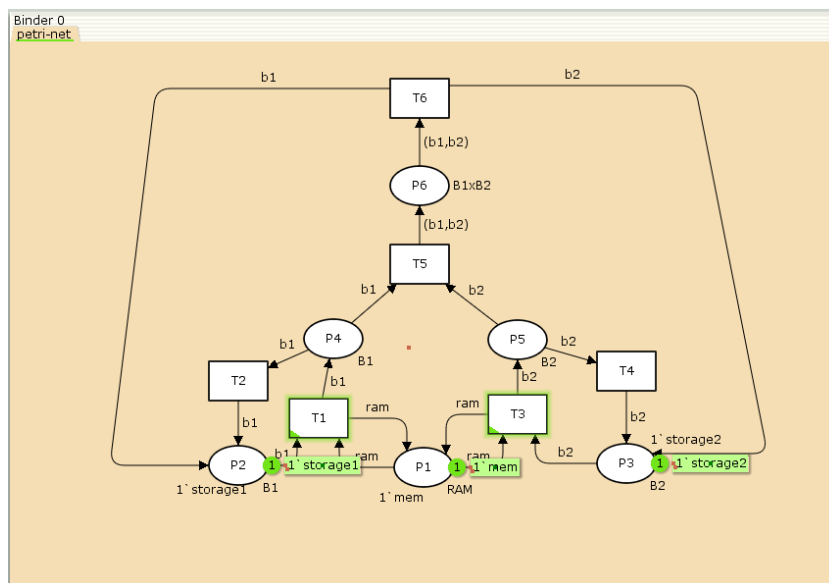 Binder 0
petri-net
b1
b2
T6
(b1,b2)
P6
B1xB2
(b1,b2)
T5
b1
b2
P4
P5
b1
b2
B1
B2
T2
b1
b2
T4
ram
ram
T1
T3
b1
b2
1`storage2
b1
ram
ram
b2
P2
1
1`storage1
P1
1
1`mem
P3
1
1`storage2
1`storage1
B1
1`mem
RAM
B2